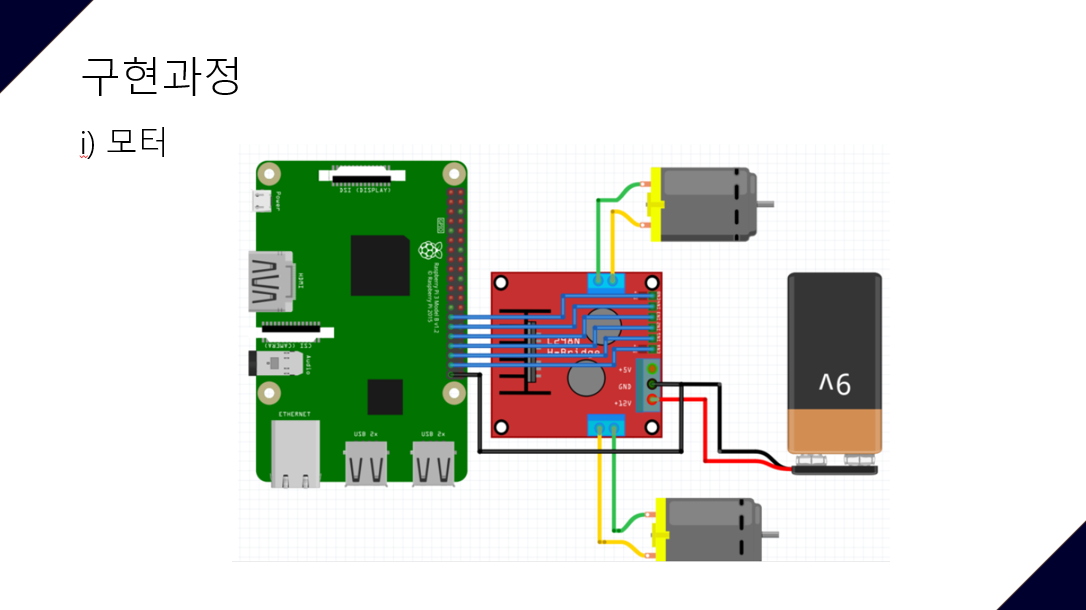 구현과정
i) 모터
DSI (DISPLAY)
Power
GPIO
HDMI
Raspberry Pi 3 Model B v1.2
© Raspberry Pi 2015
CSI (CAMERA)
Audio
ETHERNET
USB 2x
USB 2x
L298N
H-Bridge
+5V
GND
+12V
9V